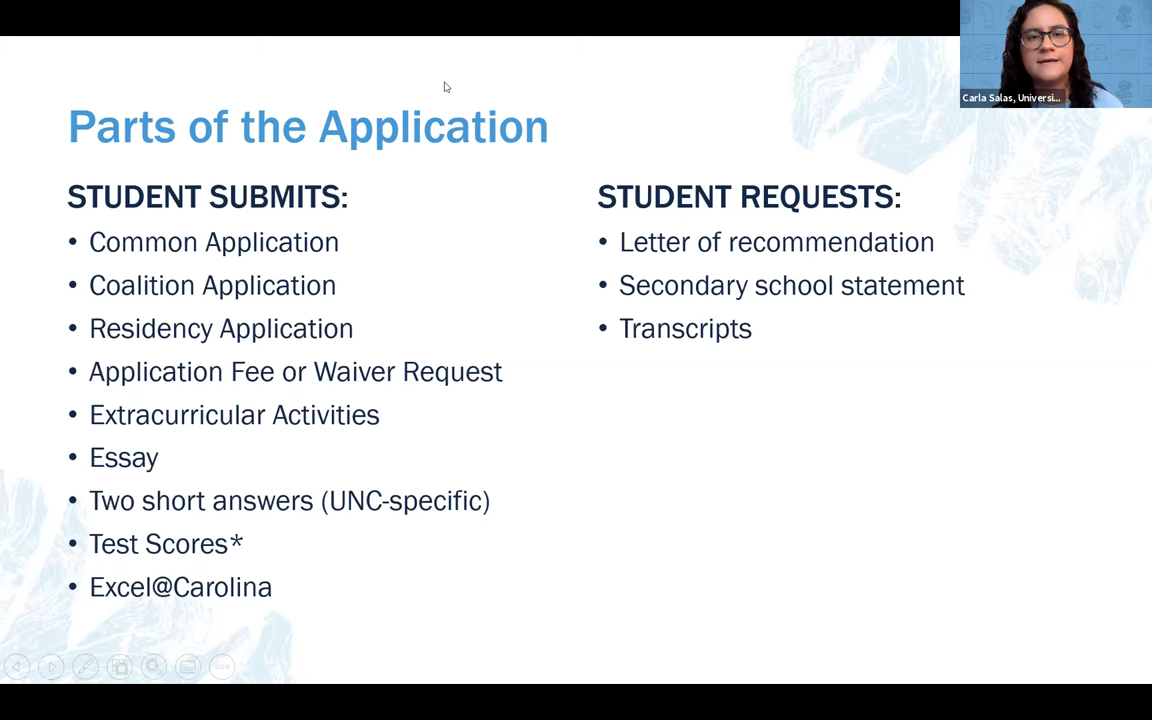 Carla Salas, Universi...
Parts of the Application
STUDENT SUBMITS:
• Common Application
• Coalition Application
• Residency Application
• Application Fee or Waiver Request
• Extracurricular Activities
• Essay
• Two short answers (UNC-specific)
• Test Scores*
• Excel@Carolina
STUDENT REQUESTS:
• Letter of recommendation
• Secondary school statement
• Transcripts